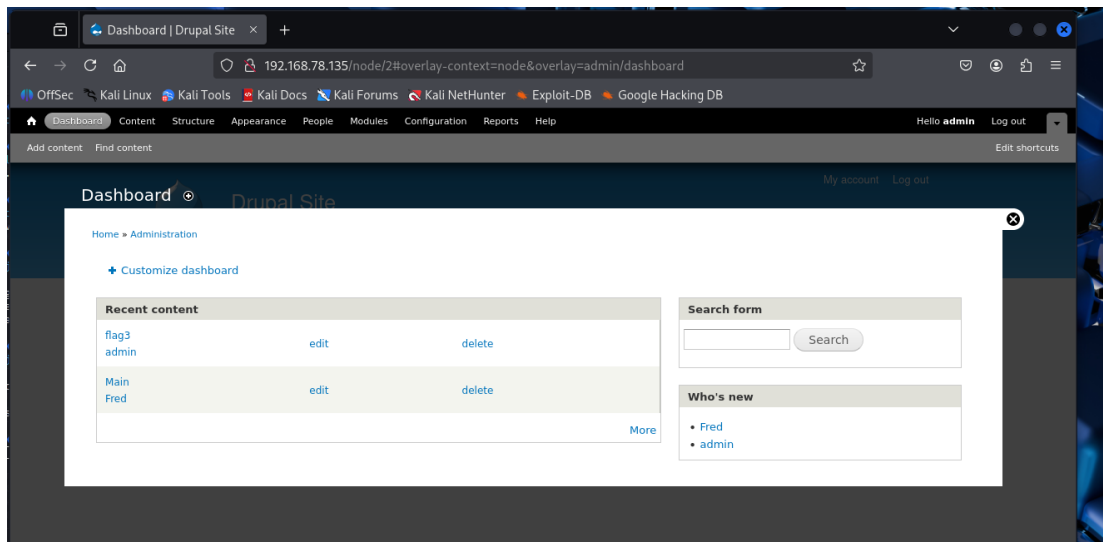 Dashboard | Drupal Site
192.168.78.135/node/2#overlay-context=node&overlay=admin/dashboard
OffSec Kali Linux Kali Tools Kali Docs Kali Forums Kali NetHunter Exploit-DB Google Hacking DB
Dashboard Content Structure Appearance People Modules Configuration Reports Help Hello admin Log out
Add content Find content Edit shortcuts
My account Log out
Dashboard
Drupal Site
Home » Administration
Customize dashboard
Recent content
flag3 edit delete
admin
Main edit delete
Fred
More
Search form
Search
Who's new
• Fred
• admin